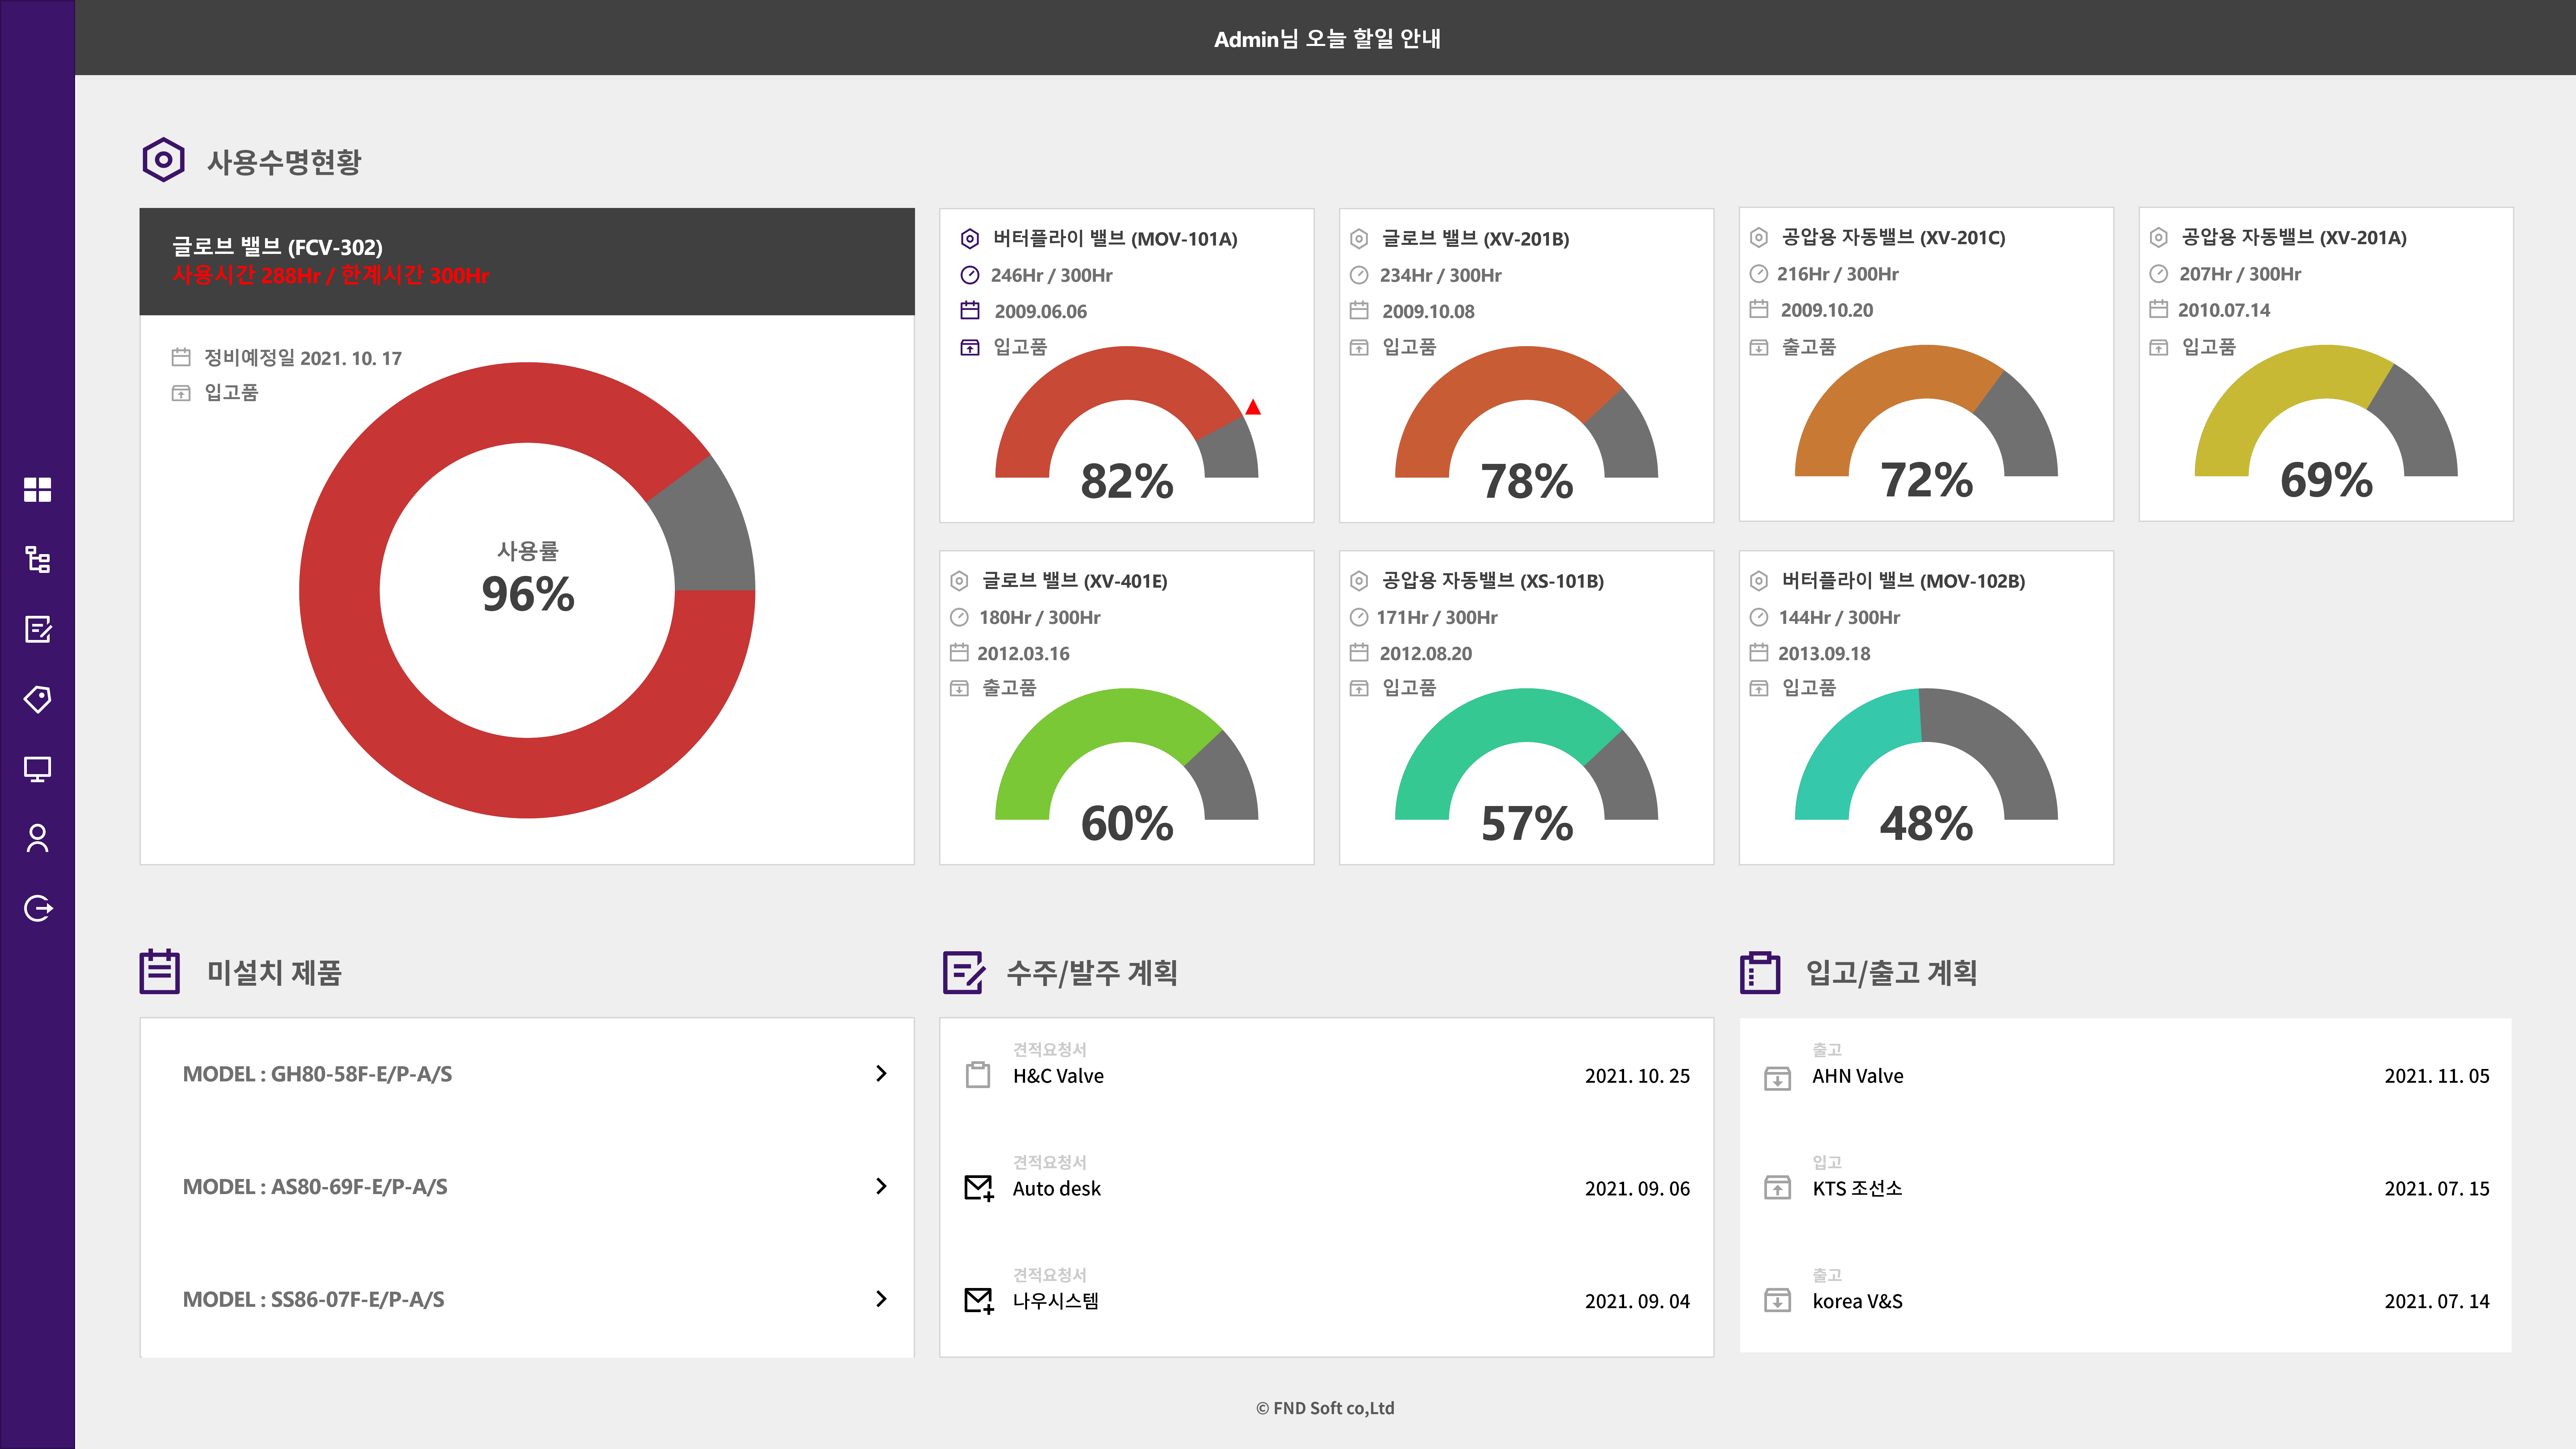 Admin님 오늘 할일 안내
사용수명현황
글로브 밸브 (FCV-302)
사용시간 288Hr / 한계시간 300Hr
정비예정일 2021. 10. 17
입고품
사용률
96%
버터플라이 밸브 (MOV-101A)
246Hr / 300Hr
2009.06.06
입고품
82%
글로브 밸브 (XV-201B)
234Hr / 300Hr
2009.10.08
입고품
78%
공압용 자동밸브 (XV-201C)
216Hr / 300Hr
2009.10.20
출고품
72%
공압용 자동밸브 (XV-201A)
207Hr / 300Hr
2010.07.14
입고품
69%
글로브 밸브 (XV-401E)
180Hr / 300Hr
2012.03.16
출고품
60%
공압용 자동밸브 (XS-101B)
171Hr / 300Hr
2012.08.20
입고품
57%
버터플라이 밸브 (MOV-102B)
144Hr / 300Hr
2013.09.18
입고품
48%
미설치 제품
MODEL : GH80-58F-E/P-A/S
MODEL : AS80-69F-E/P-A/S
MODEL : SS86-07F-E/P-A/S
수주/발주 계획
견적요청서
H&C Valve 2021. 10. 25
견적요청서
Auto desk 2021. 09. 06
견적요청서
나우시스템 2021. 09. 04
입고/출고 계획
출고
AHN Valve 2021. 11. 05
입고
KTS 조선소 2021. 07. 15
출고
korea V&S 2021. 07. 14
© FND Soft co,Ltd